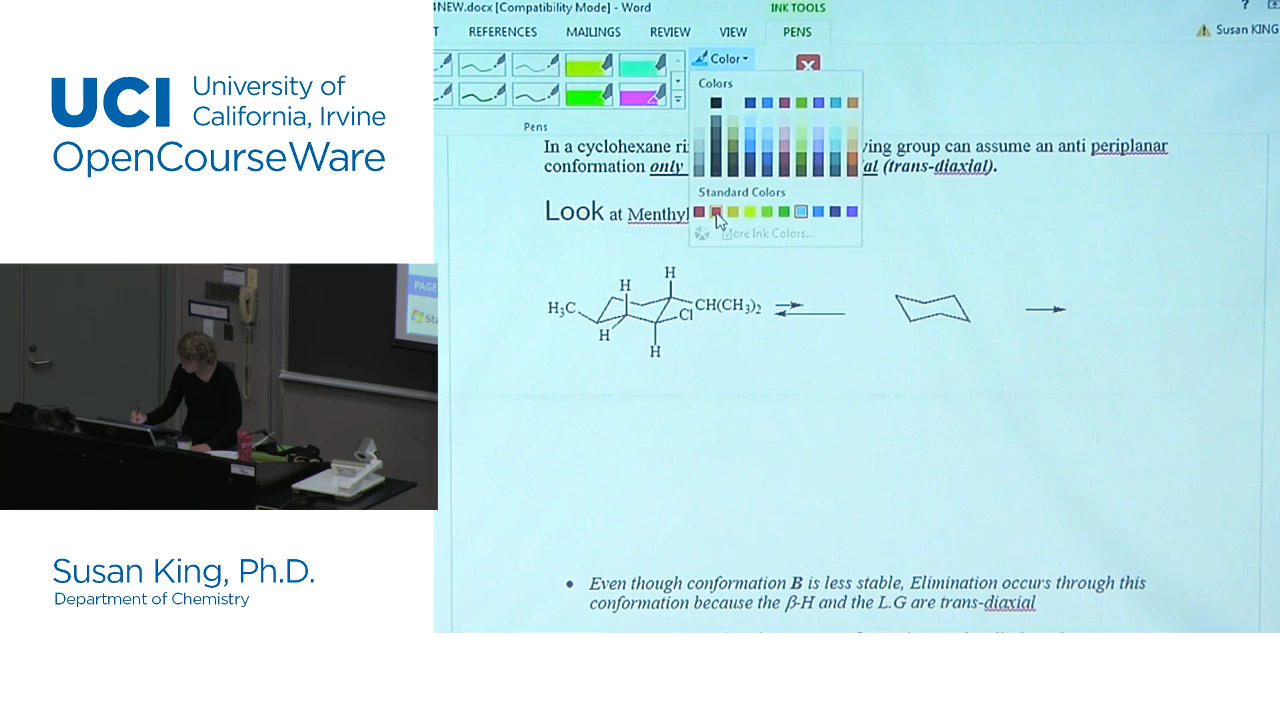 UCI University of
California, Irvine
OpenCourseWare
4NEW.docx [Compatibility Mode] - Word
INK TOOLS
?
T REFERENCES MAILINGS REVIEW VIEW PENS
Susan KING
Color
Pens
Colors
Standard Colors
More Ink Colors...
In a cyclohexane ri ving group can assume an anti periplanar
conformation only al (trans-diaxial).
Look at Menthyl
H
H
H3C CH(CH3)2
Cl
H
H
PAGE
Sta
Even though conformation B is less stable, Elimination occurs through this
conformation because the β-H and the L.G are trans-diaxial
Susan King, Ph.D.
Department of Chemistry